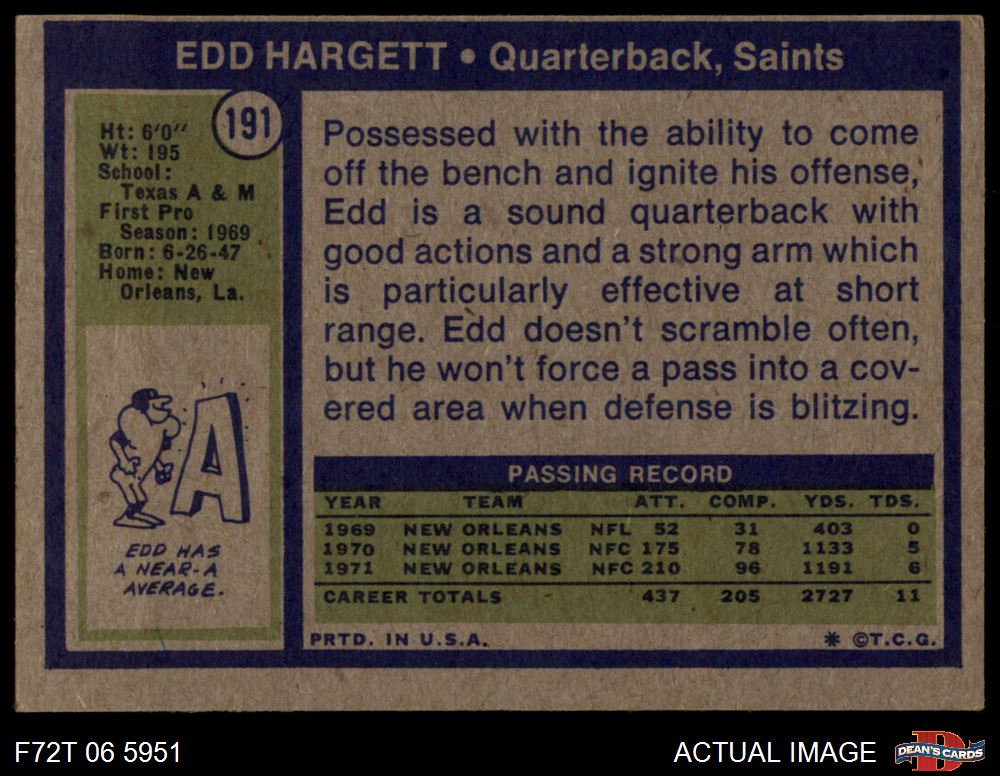 EDD HARGETT • Quarterback, Saints
191
Ht: 6'0"
Wt: 195
School:
Texas A & M
First Pro
Season: 1969
Born: 6-26-47
Home: New
Orleans, La.
A
EDD HAS
A NEAR-A
AVERAGE.
Possessed with the ability to come
off the bench and ignite his offense,
Edd is a sound quarterback with
good actions and a strong arm which
is particularly effective at short
range. Edd doesn't scramble often,
but he won't force a pass into a cov-
ered area when defense is blitzing.
PASSING RECORD
YEAR TEAM ATT. COMP. YDS. TDS.
1969 NEW ORLEANS NFL 52 31 403 0
1970 NEW ORLEANS NFC 175 78 1133 5
1971 NEW ORLEANS NFC 210 96 1191 6
CAREER TOTALS 437 205 2727 11
PRTD. IN U.S.A. * ©T.C.G.
F72T 06 5951 ACTUAL IMAGE
D
DEAN'S CARDS